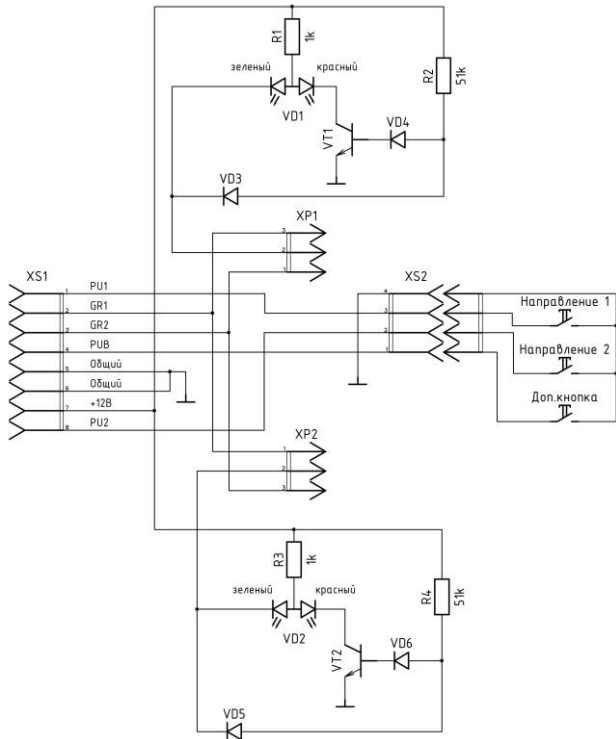 R1
1k
зеленый
красный
R2
51k
VD1
VT1
VD4
VD3
XP1
3
2
1
XS1
XS2
1
PU1
2
GR1
3
GR2
4
PUB
5
Общий
6
Общий
7
+12В
8
PU2
4
3
2
1
Направление 1
Направление 2
Доп.кнопка
XP2
1
2
3
R3
1k
зеленый
красный
R4
51k
VD2
VT2
VD6
VD5